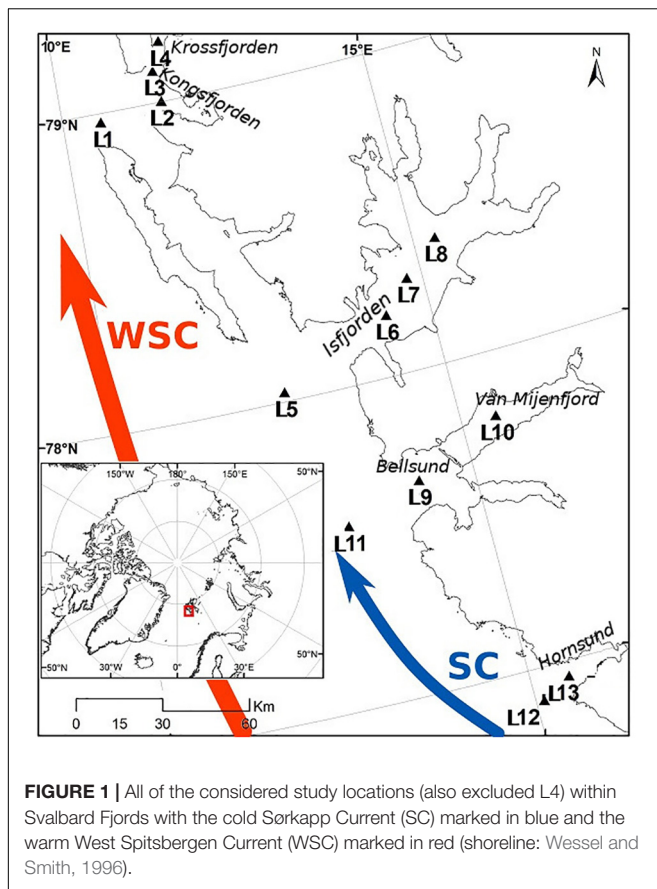 10°E
15°E
N
L4
Krossfjorden
L3
Kongsfjorden
L2
79°N
L1
WSC
L8
L7
L6
Isfjorden
L5
Van Mijenfjord
L10
78°N
Bellsund
L9
L11
SC
Hornsund
L13
L12
150°W
180°
150°E
50°N
50°N
50°N
30°W
0°
30°E
50°N
Km
0 15 30 60
FIGURE 1 | All of the considered study locations (also excluded L4) within
Svalbard Fjords with the cold Sørkapp Current (SC) marked in blue and the
warm West Spitsbergen Current (WSC) marked in red (shoreline: Wessel and
Smith, 1996).